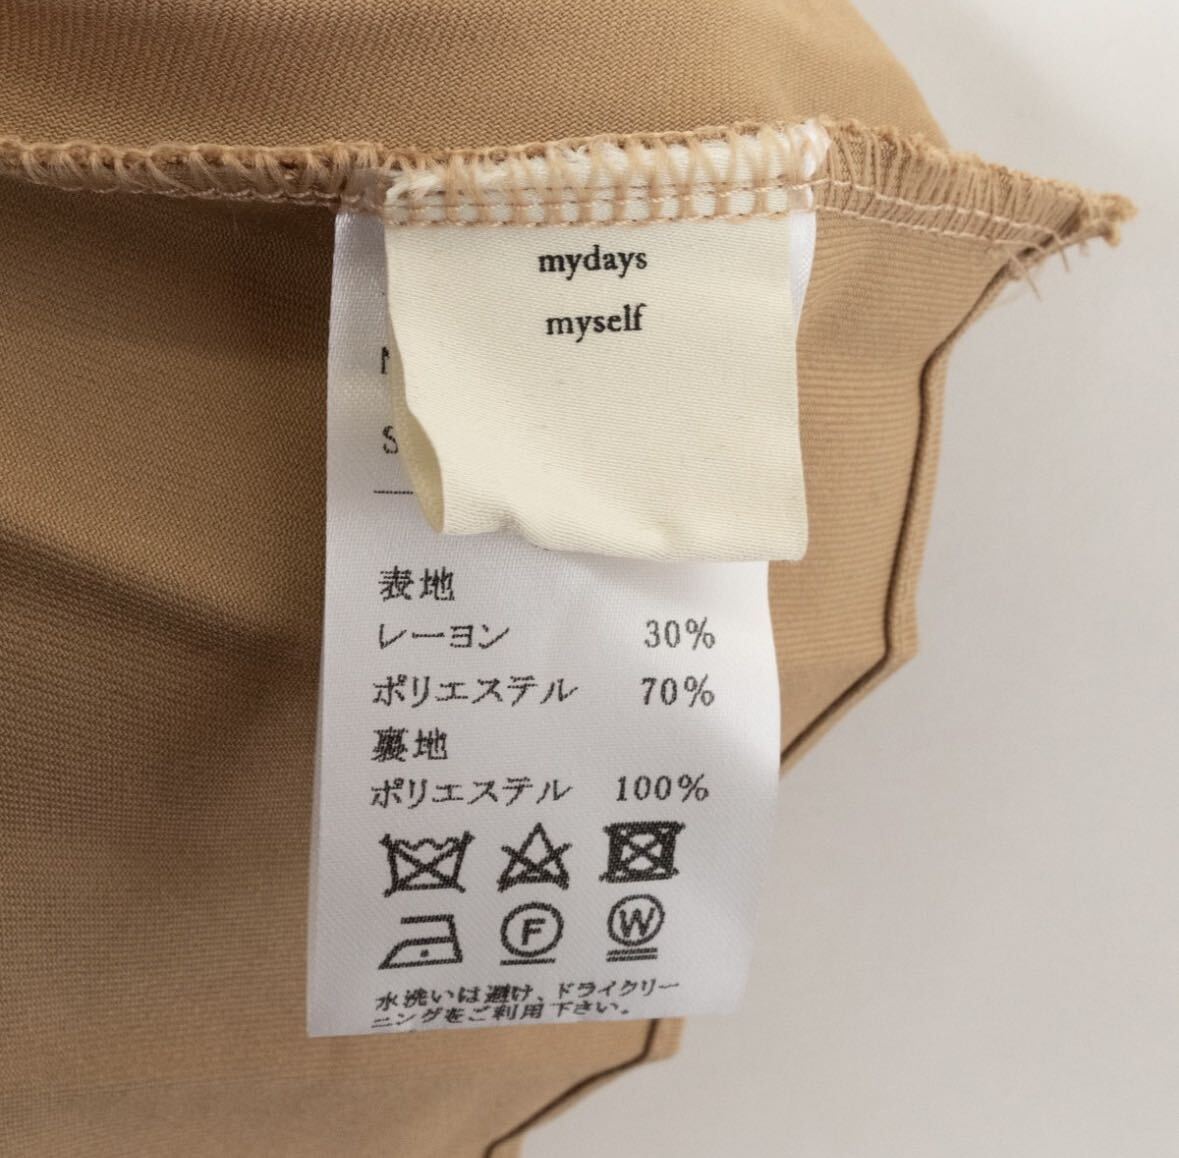 mydays
myself
表地
レーヨン 30%
ポリエステル 70%
裏地
ポリエステル 100%
F
W
水洗いは避け、ドライクリー
ニングをご利用下さい。